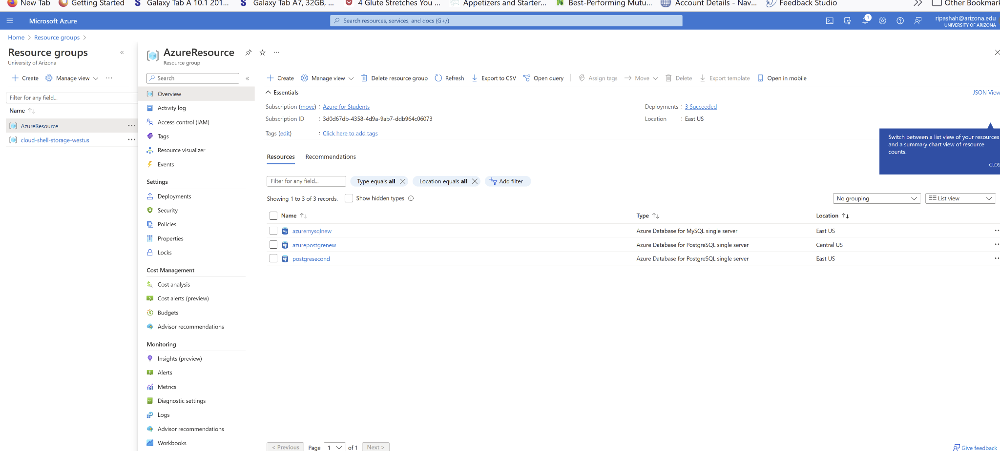 New Tab Getting Started Galaxy Tab A 10.1 201... Galaxy Tab A7, 32GB, ... 4 Glute Stretches You ... Appetizers and Starter... Best-Performing Mutu... Account Details - Nav... Feedback Studio Other Bookmark
Microsoft Azure
Search resources, services, and docs (G+/)
1
ripashah@arizona.edu
UNIVERSITY OF ARIZONA
Home > Resource groups >
Resource groups
University of Arizona
Create Manage view
Filter for any field...
Name
AzureResource
cloud-shell-storage-westus
AzureResource
Resource group
Search
Overview
Activity log
Access control (IAM)
Tags
Resource visualizer
Events
Settings
Deployments
Security
Policies
Properties
Locks
Cost Management
Cost analysis
Cost alerts (preview)
Budgets
Advisor recommendations
Monitoring
Insights (preview)
Alerts
Metrics
Diagnostic settings
Logs
Advisor recommendations
Workbooks
Create Manage view Delete resource group Refresh Export to CSV Open query Assign tags Move Delete Export template Open in mobile
Essentials
JSON View
Subscription (move) : Azure for Students
Subscription ID : 3d0d67db-4358-4d9a-9ab7-ddb964c06073
Tags (edit) : Click here to add tags
Deployments : 3 Succeeded
Location : East US
Switch between a list view of your resources
and a summary chart view of resource
counts.
CLOS
Resources Recommendations
Filter for any field... Type equals all Location equals all Add filter
Showing 1 to 3 of 3 records. Show hidden types
No grouping List view
Name Type Location
azuremysqlnew Azure Database for MySQL single server East US
azurepostgrenew Azure Database for PostgreSQL single server Central US
postgresecond Azure Database for PostgreSQL single server East US
< Previous Page 1 of 1 Next >
Give feedback